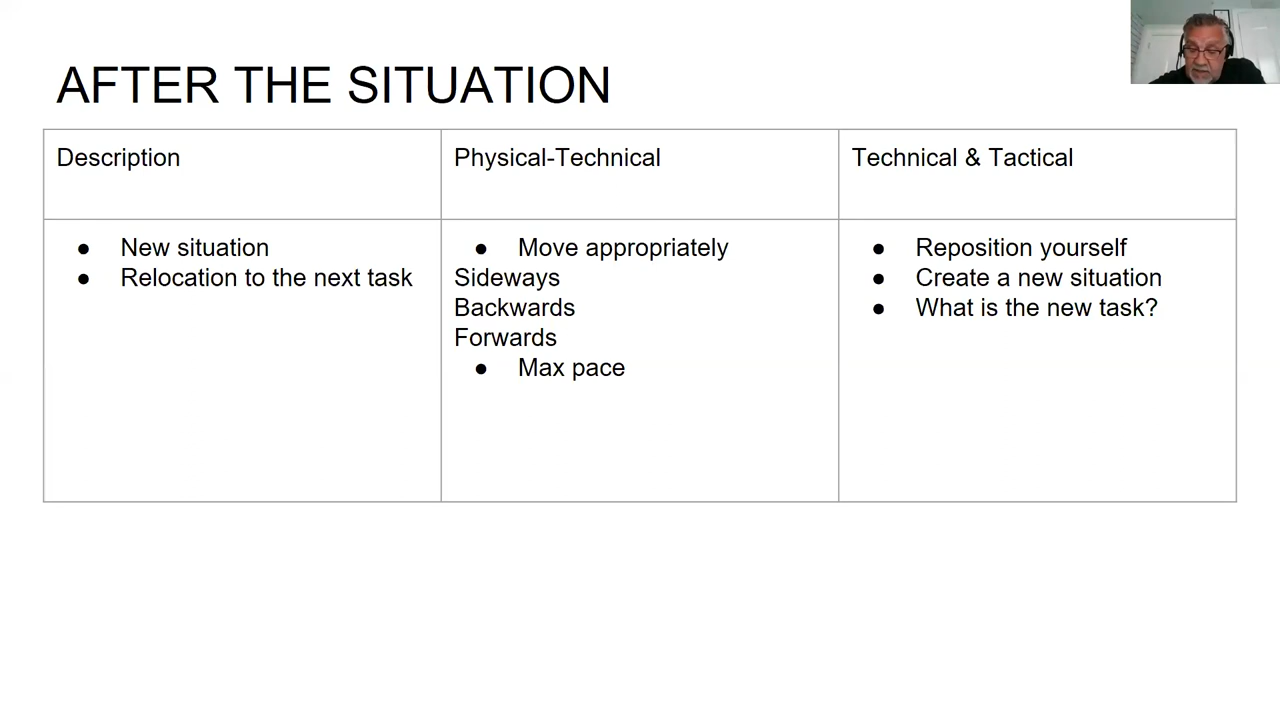 AFTER THE SITUATION
Description
Physical-Technical
Technical & Tactical
● New situation
● Relocation to the next task
● Move appropriately
Sideways
Backwards
Forwards
● Max pace
● Reposition yourself
● Create a new situation
● What is the new task?